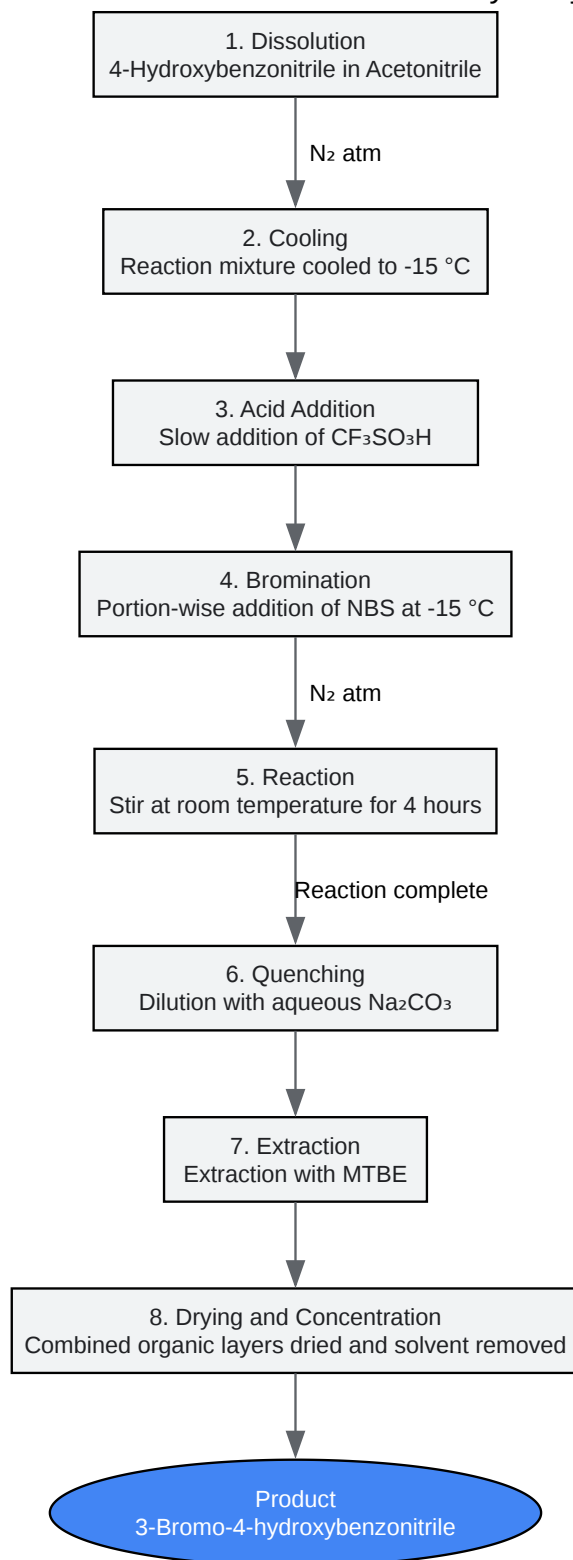 1. Dissolution
4-Hydroxybenzonitrile in Acetonitrile
N₂ atm
2. Cooling
Reaction mixture cooled to -15 °C
3. Acid Addition
Slow addition of CF₃SO₃H
4. Bromination
Portion-wise addition of NBS at -15 °C
N₂ atm
5. Reaction
Stir at room temperature for 4 hours
Reaction complete
6. Quenching
Dilution with aqueous Na₂CO₃
7. Extraction
Extraction with MTBE
8. Drying and Concentration
Combined organic layers dried and solvent removed
Product
3-Bromo-4-hydroxybenzonitrile